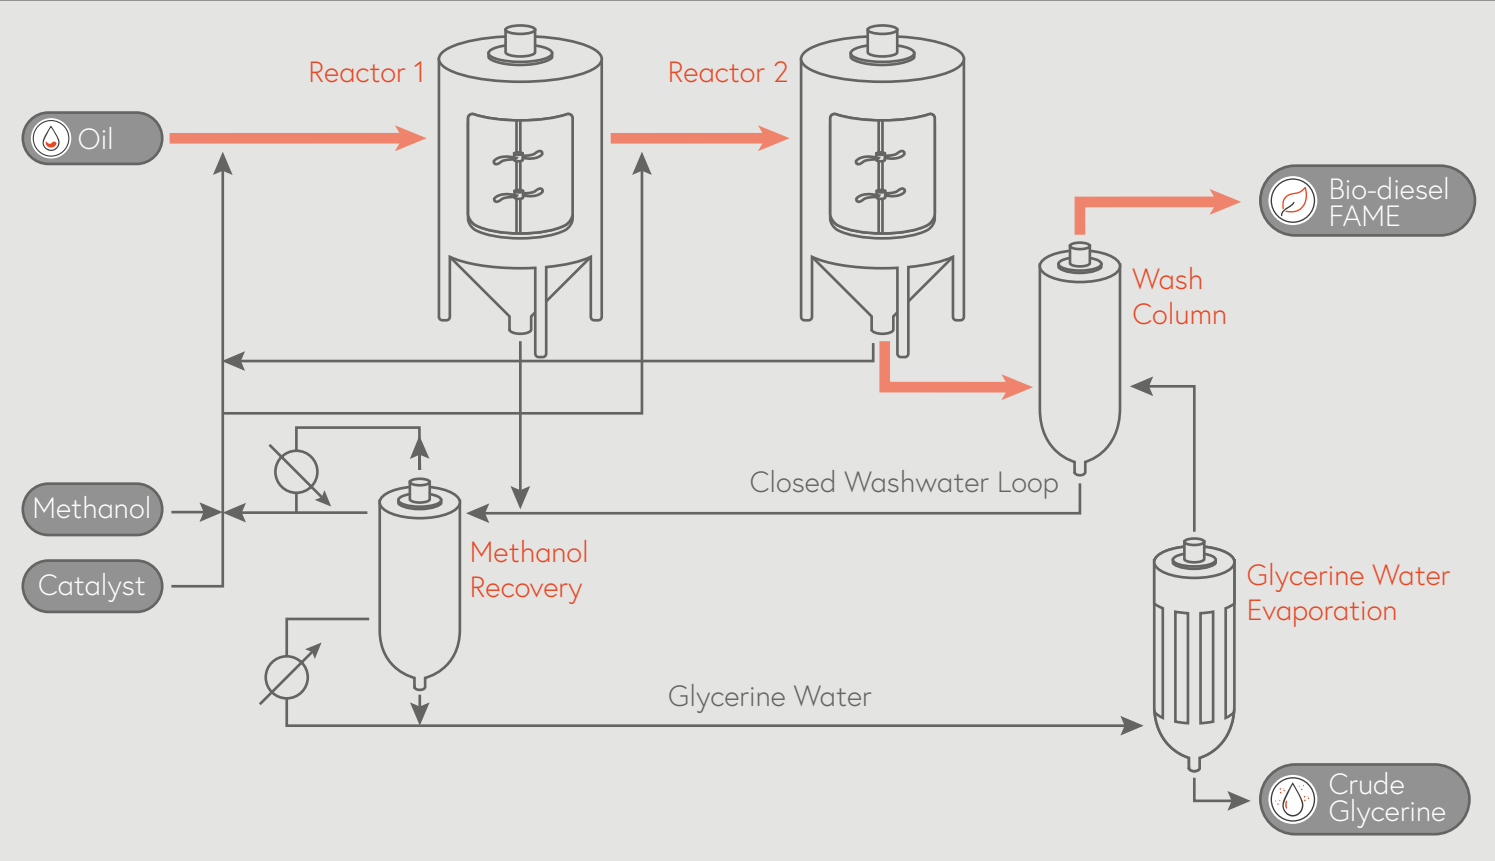 Reactor 1
Reactor 2
Oil
Bio-diesel
FAME
Wash
Column
Closed Washwater Loop
Methanol
Methanol
Recovery
Catalyst
Glycerine Water
Evaporation
Glycerine Water
Crude
Glycerine